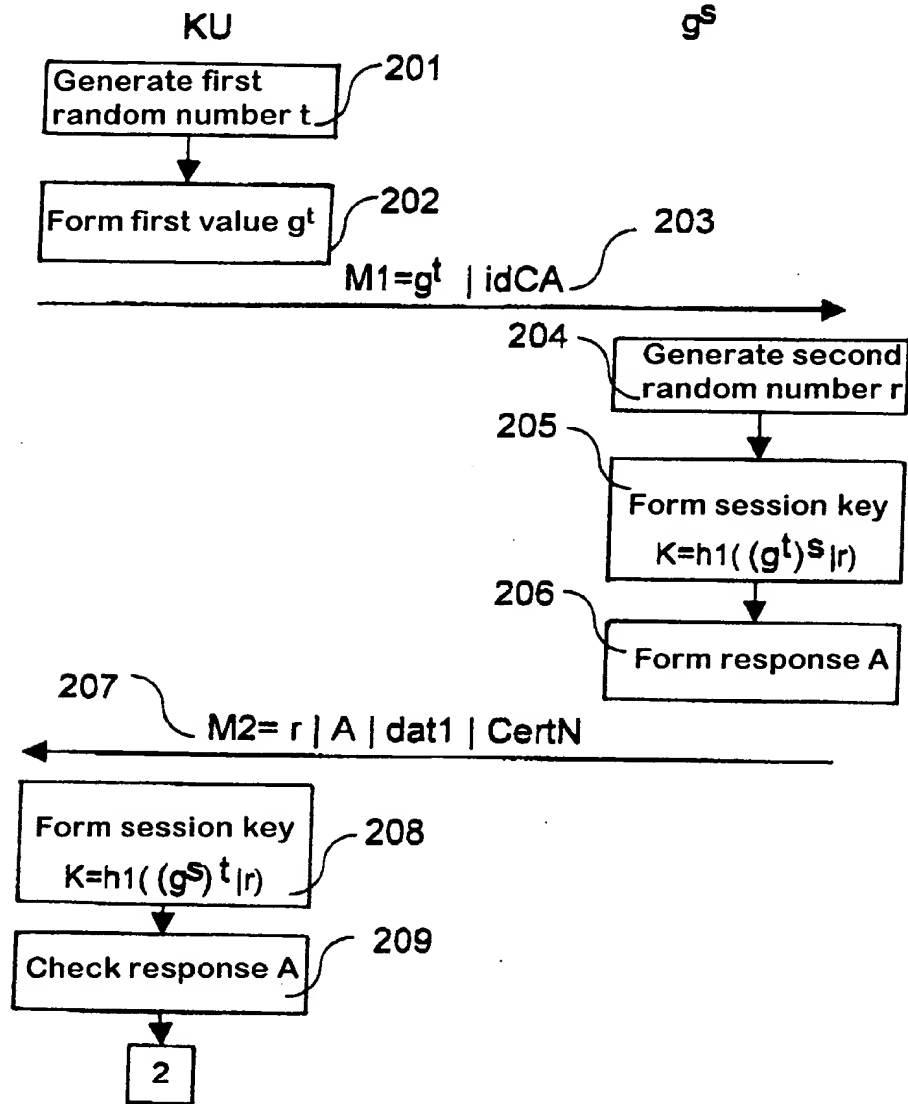 KU
g^s
201
Generate first
random number t
202
Form first value g^t
203
M1=g^t | idCA
204
Generate second
random number r
205
Form session key
K=h1( (g^t)^s |r)
206
Form response A
207
M2= r | A | dat1 | CertN
Form session key
K=h1( (g^s)^t |r)
208
209
Check response A
2